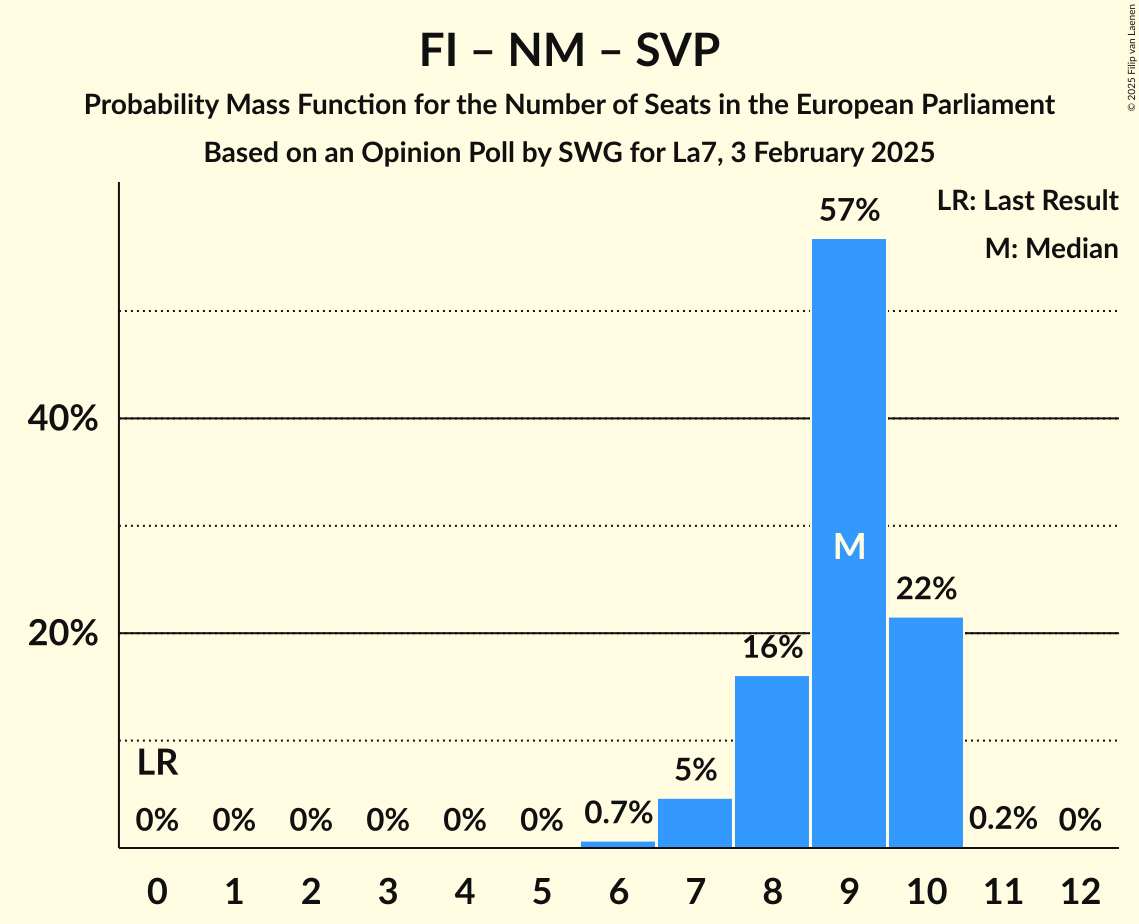 FI – NM – SVP
Probability Mass Function for the Number of Seats in the European Parliament
Based on an Opinion Poll by SWG for La7, 3 February 2025
© 2025 Filip van Laenen
LR: Last Result
M: Median
57%
40%
M
22%
20%
16%
LR
5%
0% 0% 0% 0% 0% 0% 0.7% 0.2% 0%
0 1 2 3 4 5 6 7 8 9 10 11 12